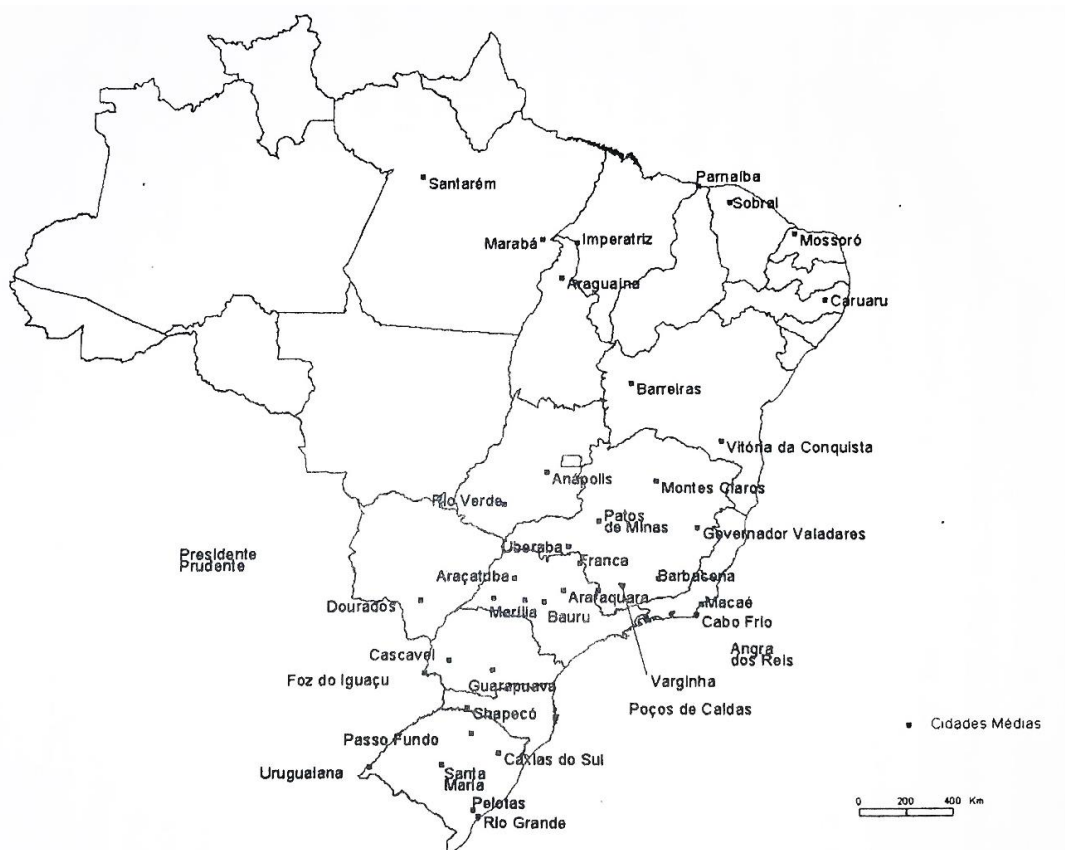 Parnaíba
Santarém
Sobral
Mossoró
Marabá
Imperatriz
Araguaina
Caruaru
Barreiras
Vitória da Conquista
Anápolis
Montes Claros
Rio Verde
Patos
de Minas
Governador Valadares
Uberaba
Presidente
Prudente
Franca
Araçatuba
Barbacena
Araraquara
Dourados
Marília
Bauru
Macaé
Cabo Frio
Angra
dos Reis
Cascavel
Foz do Iguaçu
Guarapuava
Varginha
Poços de Caldas
Shapecó
Cidades Médias
Passo Fundo
Caxias do Sul
Uruguaiana
Santa
Maria
Pelotas
Rio Grande
0 200 400 Km